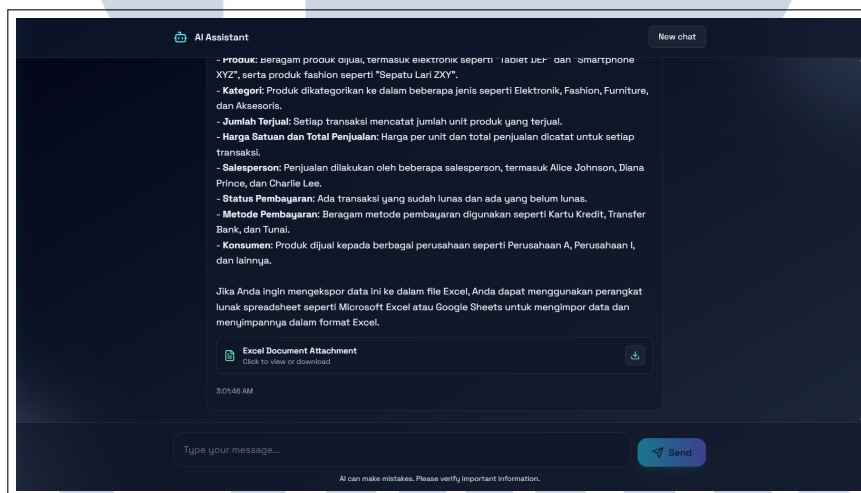 AI Assistant
New chat
- Produk: Beragam produk dijual, termasuk elektronik seperti "Tablet DEF" dan "Smartphone
XYZ", serta produk fashion seperti "Sepatu Lari ZXY".
- Kategori: Produk dikategorikan ke dalam beberapa jenis seperti Elektronik, Fashion, Furniture,
dan Aksesoris.
- Jumlah Terjual: Setiap transaksi mencatat jumlah unit produk yang terjual.
- Harga Satuan dan Total Penjualan: Harga per unit dan total penjualan dicatat untuk setiap
transaksi.
- Salesperson: Penjualan dilakukan oleh beberapa salesperson, termasuk Alice Johnson, Diana
Prince, dan Charlie Lee.
- Status Pembayaran: Ada transaksi yang sudah lunas dan ada yang belum lunas.
- Metode Pembayaran: Beragam metode pembayaran digunakan seperti Kartu Kredit, Transfer
Bank, dan Tunai.
- Konsumen: Produk dijual kepada berbagai perusahaan seperti Perusahaan A, Perusahaan I,
dan lainnya.
Jika Anda ingin mengekspor data ini ke dalam file Excel, Anda dapat menggunakan perangkat
lunak spreadsheet seperti Microsoft Excel atau Google Sheets untuk mengimpor data dan
menyimpannya dalam format Excel.
Excel Document Attachment
Click to view or download
3:01:46 AM
Type your message...
Send
AI can make mistakes. Please verify important information.